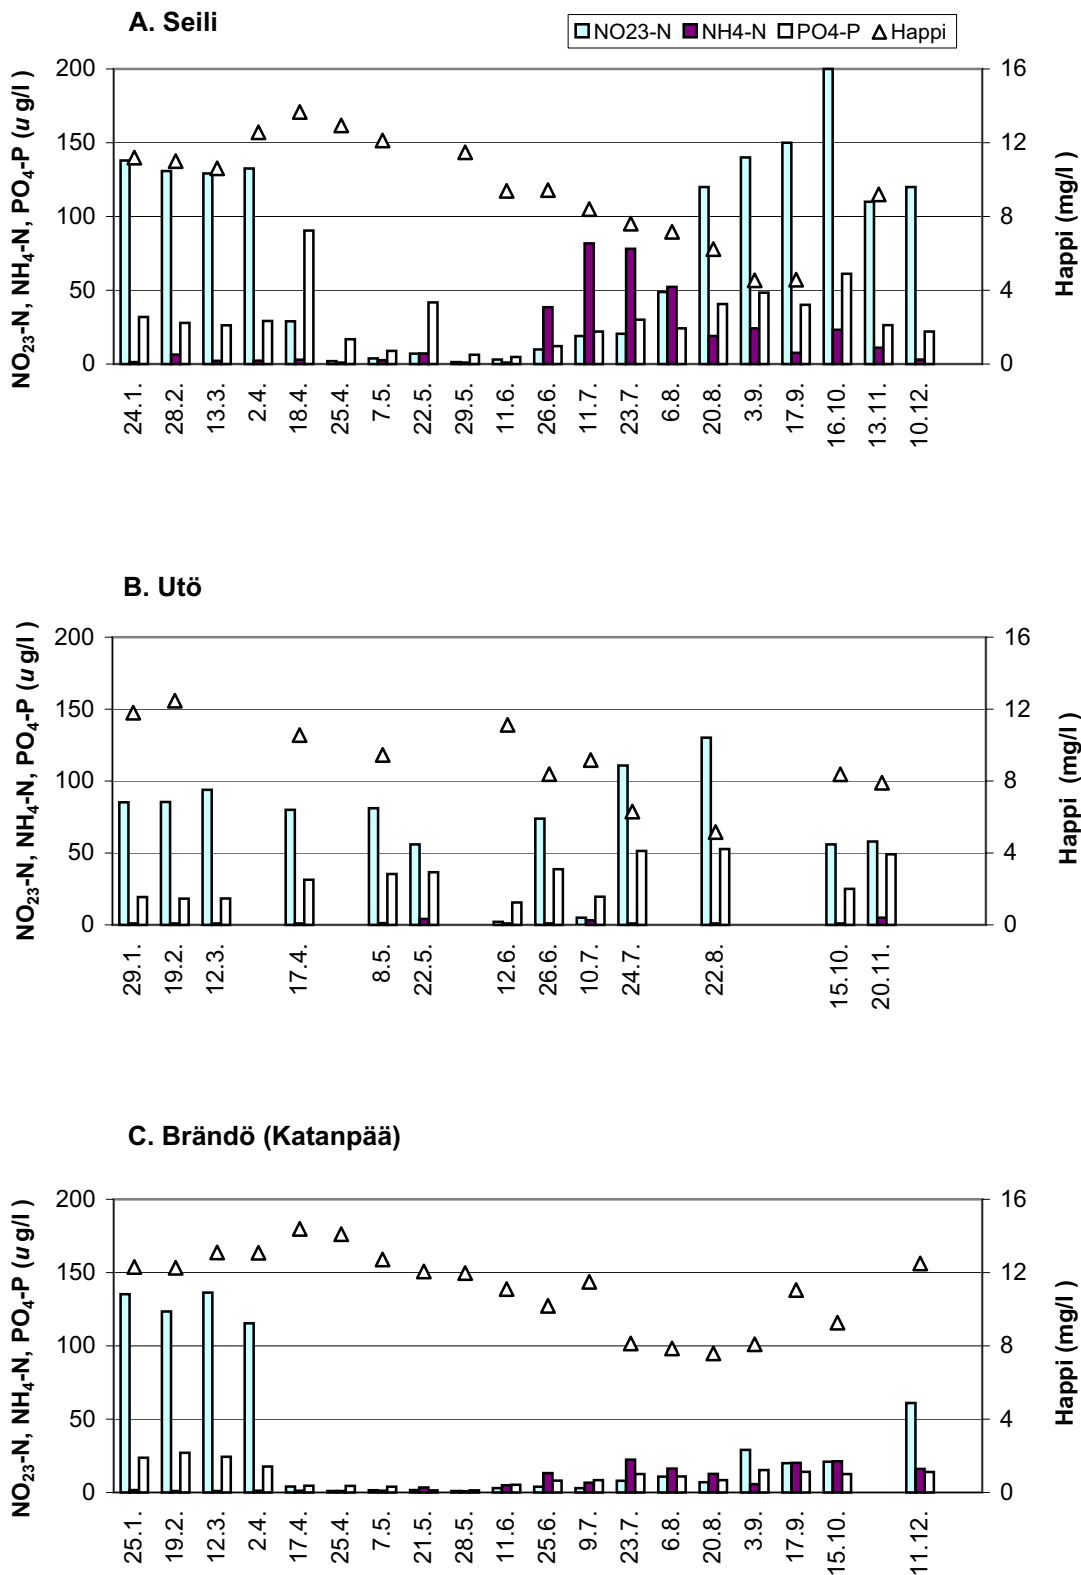 A. Seili
NO23-N NH4-N PO4-P Happi
NO₂₃-N, NH₄-N, PO₄-P (u g/l )
200
150
100
50
0
16
12
8
4
0
Happi (mg/l )
24.1. 28.2. 13.3. 2.4. 18.4. 25.4. 7.5. 22.5. 29.5. 11.6. 26.6. 11.7. 23.7. 6.8. 20.8. 3.9. 17.9. 16.10. 13.11. 10.12.
B. Utö
NO₂₃-N, NH₄-N, PO₄-P (u g/l )
200
150
100
50
0
16
12
8
4
0
Happi (mg/l )
29.1. 19.2. 12.3. 17.4. 8.5. 22.5. 12.6. 26.6. 10.7. 24.7. 22.8. 15.10. 20.11.
C. Brändö (Katanpää)
NO₂₃-N, NH₄-N, PO₄-P (u g/l )
200
150
100
50
0
16
12
8
4
0
Happi (mg/l )
25.1. 19.2. 12.3. 2.4. 17.4. 25.4. 7.5. 21.5. 28.5. 11.6. 25.6. 9.7. 23.7. 6.8. 20.8. 3.9. 17.9. 15.10. 11.12.